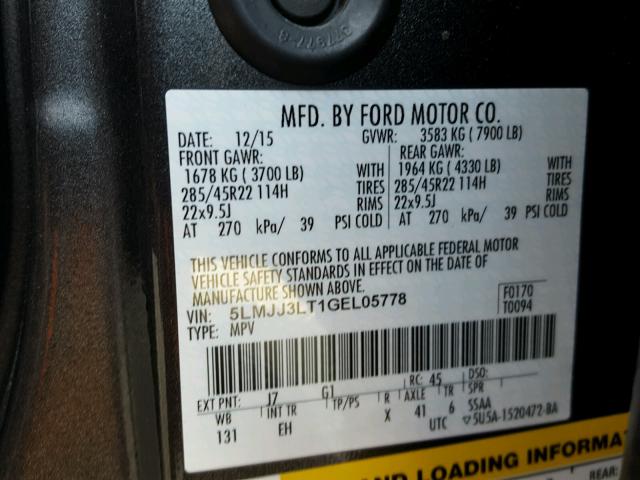 MFD. BY FORD MOTOR CO.
DATE: 12/15 GVWR: 3583 KG ( 7900 LB)
FRONT GAWR: REAR GAWR:
1678 KG ( 3700 LB) WITH 1964 KG ( 4330 LB) WITH
285/45R22 114H TIRES 285/45R22 114H TIRES
22x9.5J RIMS 22x9.5J RIMS
AT 270 kPa/ 39 PSI COLD AT 270 kPa/ 39 PSI COLD
THIS VEHICLE CONFORMS TO ALL APPLICABLE FEDERAL MOTOR
VEHICLE SAFETY STANDARDS IN EFFECT ON THE DATE OF
MANUFACTURE SHOWN ABOVE.
VIN: 5LMJJ3LT1GEL05778 F0170
TYPE: MPV T0094
EXT PNT: J7 G1 RC: 45 DSO:
WB INT TR TP/PS R AXLE TR SPR
131 EH X 41 6 SSAA
UTC ▽5U5A-1520472-BA
AND LOADING INFORMA
REAR: